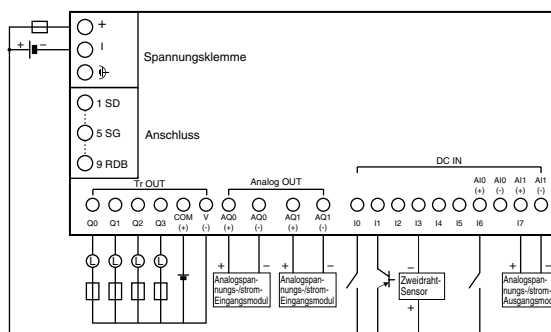 +
+ −
I
Spannungsklemme
1 SD
5 SG
Anschluss
9 RDB
Tr OUT
Analog OUT
DC IN
AI0 AI0 AI1 AI1
(+) (-) (+) (-)
Q0 Q1 Q2 Q3 COM V AQ0 AQ0 AQ1 AQ1 I0 I1 I2 I3 I4 I5 I6 I7
(+) (-) (+) (-) (+) (-)
L L L L
+ − + − − + −
Analogspan-
nungs-/strom-
Eingangsmodul
Analogspan-
nungs-/strom-
Eingangsmodul
Zweidraht-
Sensor
+
Analogspan-
nungs-/strom-
Ausgangsmodul